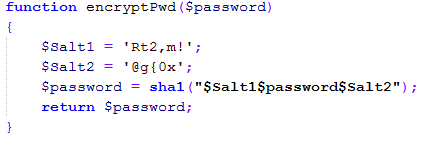 function encryptPwd($password)
{
    $Salt1 = 'Rt2,m!';
    $Salt2 = '@g{0x';
    $password = sha1("$Salt1$password$Salt2");
    return $password;
}